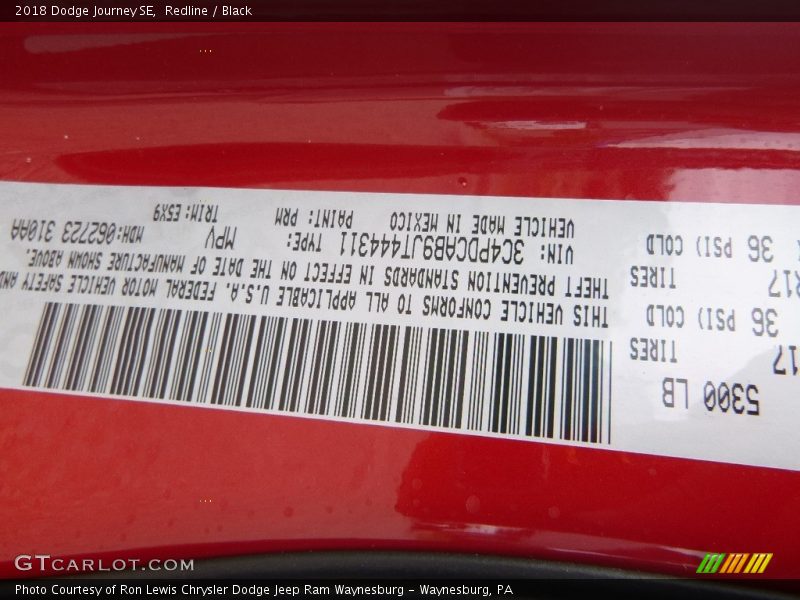 2018 Dodge Journey SE, Redline / Black
5300 LB
TIRES
36 PSI) COLD
TIRES
36 PSI) COLD
THIS VEHICLE CONFORMS TO ALL APPLICABLE U.S.A. FEDERAL MOTOR VEHICLE SAFETY AND
THEFT PREVENTION STANDARDS IN EFFECT ON THE DATE OF MANUFACTURE SHOWN ABOVE.
VIN: 3C4PDCAB9JT444311 TYPE: MPV MDH:062723 310AA
VEHICLE MADE IN MEXICO PAINT: PRM TRIM: E5X9
GTCARLOT.COM
Photo Courtesy of Ron Lewis Chrysler Dodge Jeep Ram Waynesburg - Waynesburg, PA